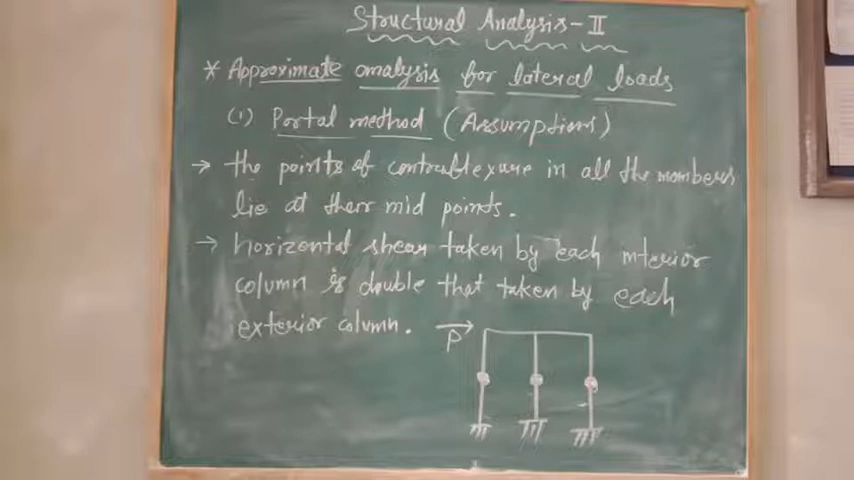 Structural Analysis-II
* Approximate analysis for lateral loads
(1) Portal method (Assumptions)
→ the points of contraflexure in all the members
lie at their mid points.
→ horizontal shear taken by each interior
column is double that taken by each
exterior column.
P